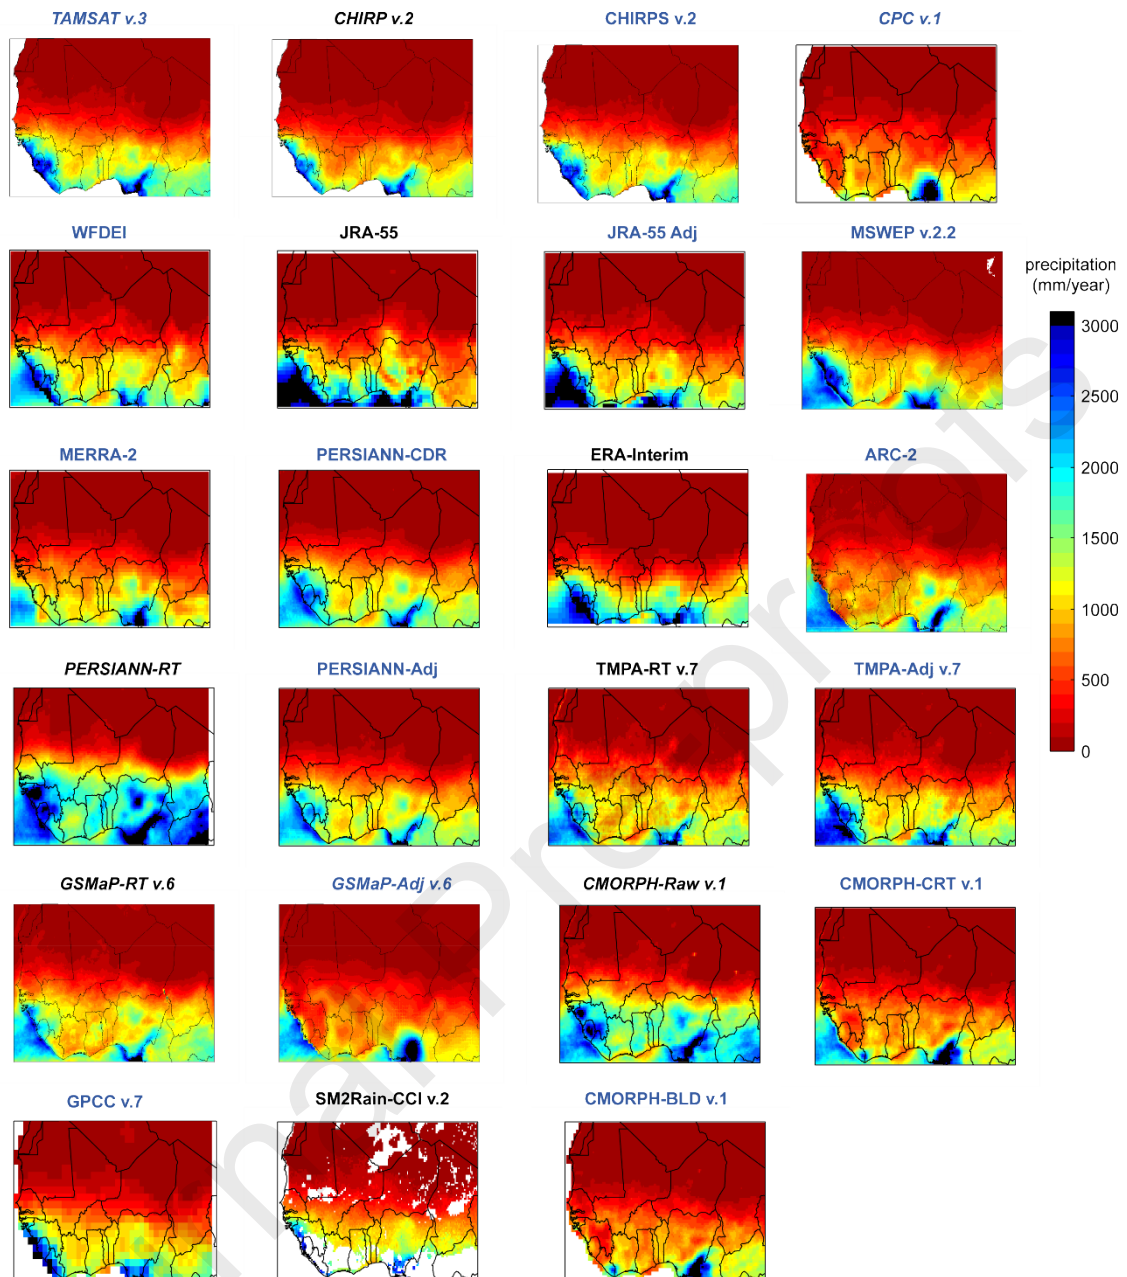 TAMSAT v.3
CHIRP v.2
CHIRPS v.2
CPC v.1
WFDEI
JRA-55
JRA-55 Adj
MSWEP v.2.2
precipitation
(mm/year)
3000
2500
2000
1500
1000
500
0
MERRA-2
PERSIANN-CDR
ERA-Interim
ARC-2
PERSIANN-RT
PERSIANN-Adj
TMPA-RT v.7
TMPA-Adj v.7
GSMaP-RT v.6
GSMaP-Adj v.6
CMORPH-Raw v.1
CMORPH-CRT v.1
GPCC v.7
SM2Rain-CCI v.2
CMORPH-BLD v.1